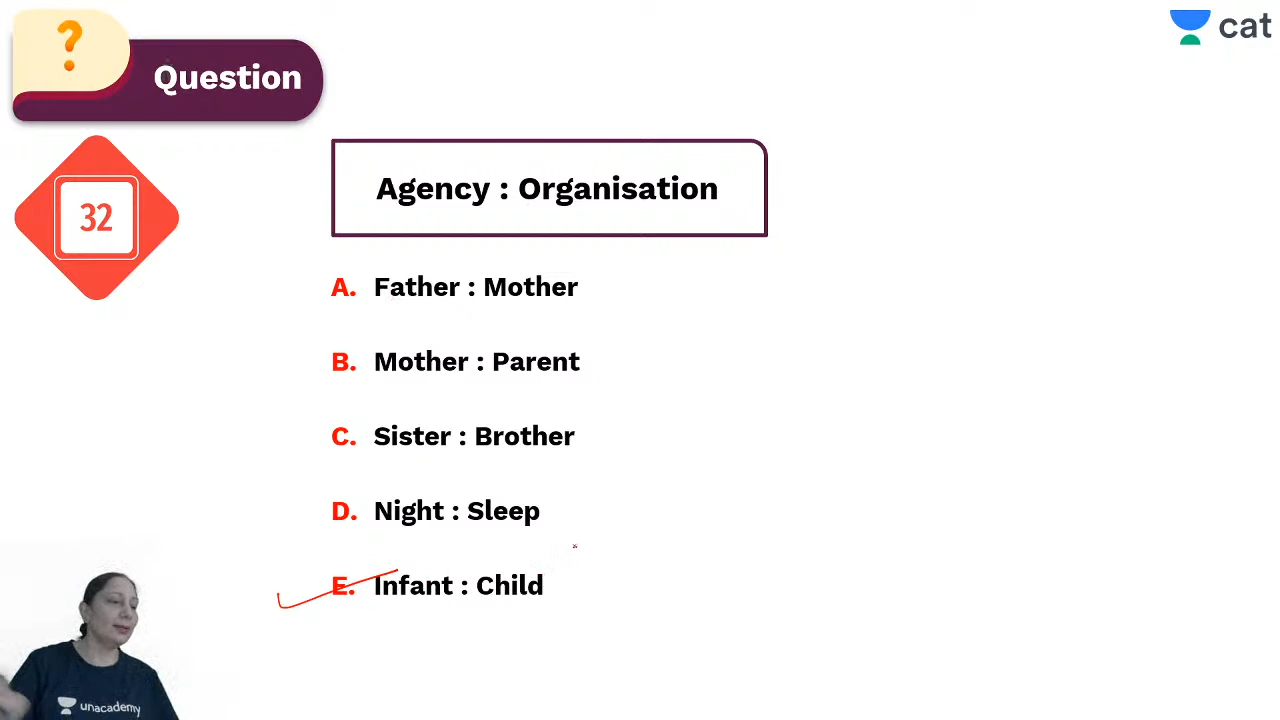 cat
Question
32
Agency : Organisation
A. Father : Mother
B. Mother : Parent
C. Sister : Brother
D. Night : Sleep
E. Infant : Child
unacademy